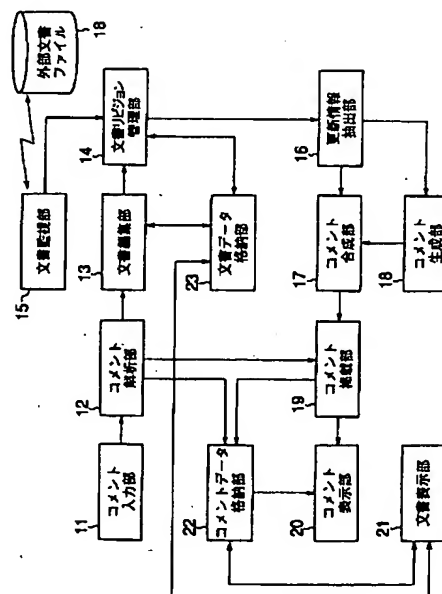 外部文書
ファイル
18
文書監視部
15
文書リビジョン
管理部
14
文書編集部
13
コメント
解析部
12
コメント
入力部
11
文書データ
格納部
23
コメントデータ
格納部
22
更新情報
抽出部
16
コメント
合成部
17
コメント
生成部
18
コメント
掲載部
19
コメント
表示部
20
文書表示部
21